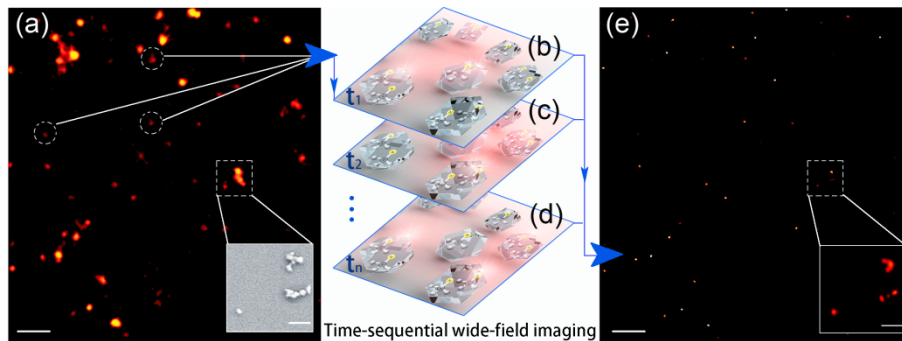 (a)
(b)
t1
(c)
t2
(d)
tn
Time-sequential wide-field imaging
(e)